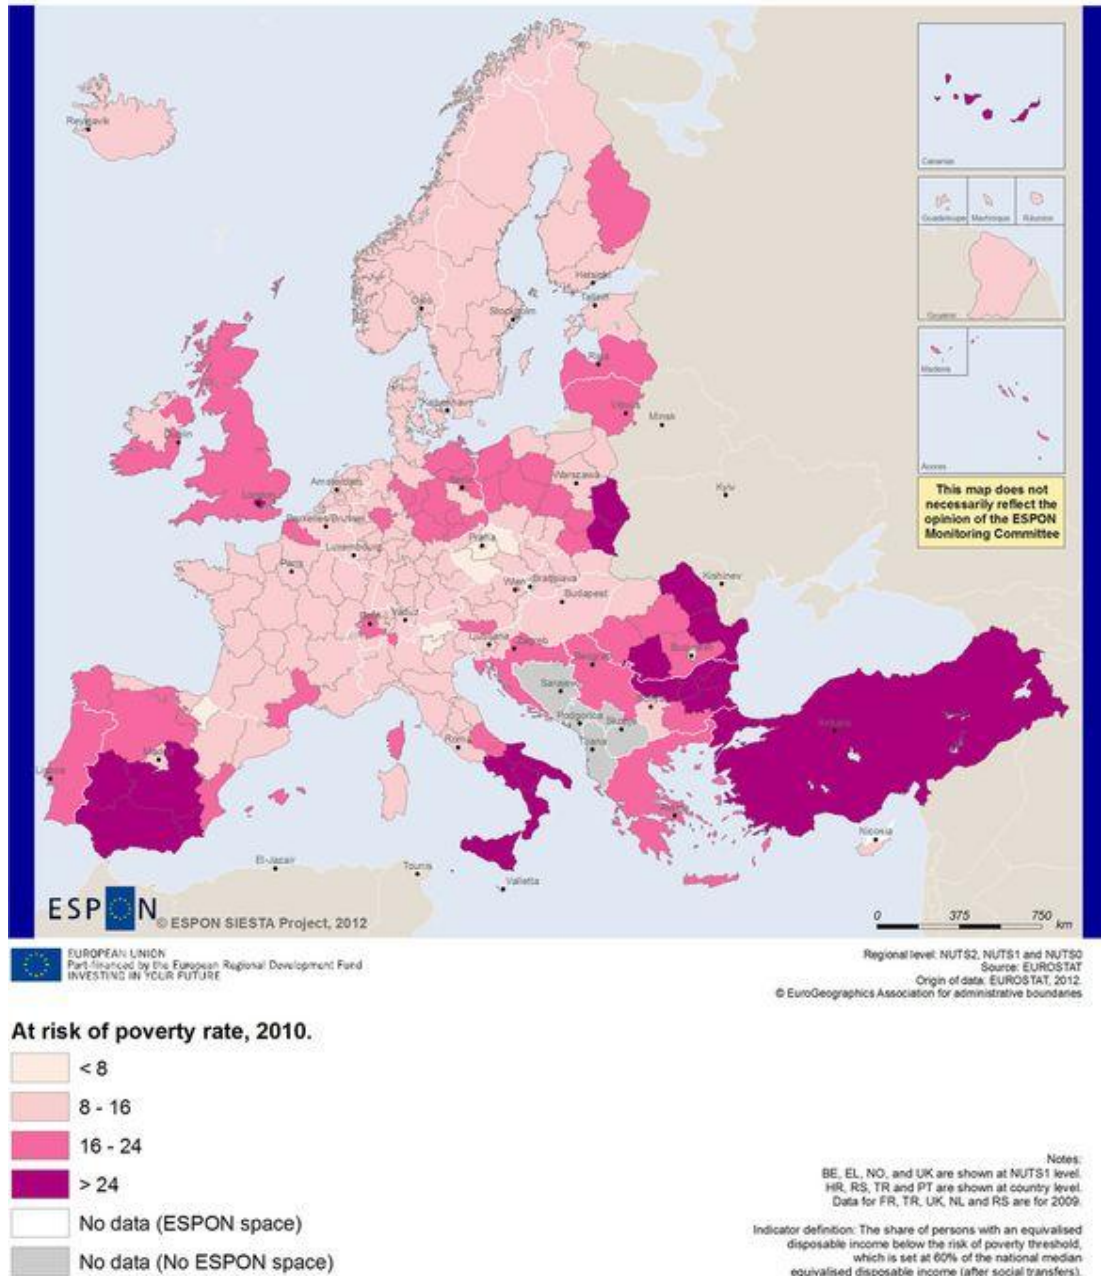 Reykjavik
Canarias
Guadeloupe
Martinique
Réunion
Guyane
Helsinki
Tallinn
Oslo
Stockholm
Riga
Madeira
København
Vilnius
Minsk
Dublin
Acores
Amsterdam
Berlin
Warszawa
London
Kyiv
This map does not
necessarily reflect the
opinion of the ESPON
Monitoring Committee
Bruxelles/Brussel
Praha
Luxembourg
Paris
Wien
Bratislava
Kishinev
Budapest
Bern
Vaduz
Ljubljana
Zagreb
Sarajevo
Podgorica
Roma
Tirana
Ankara
Nicosia
El-Jazair
Tounis
Valletta
ESPON
© ESPON SIESTA Project, 2012
0 375 750 km
EUROPEAN UNION
Part-financed by the European Regional Development Fund
INVESTING IN YOUR FUTURE
Regional level: NUTS2, NUTS1 and NUTS0
Source: EUROSTAT
Origin of data: EUROSTAT, 2012.
© EuroGeographics Association for administrative boundaries
At risk of poverty rate, 2010.
< 8
8 - 16
16 - 24
> 24
No data (ESPON space)
No data (No ESPON space)
Notes:
BE, EL, NO, and UK are shown at NUTS1 level.
HR, RS, TR and PT are shown at country level.
Data for FR, TR, UK, NL and RS are for 2009.
Indicator definition: The share of persons with an equivalised
disposable income below the risk of poverty threshold,
which is set at 60% of the national median
equivalised disposable income (after social transfers).